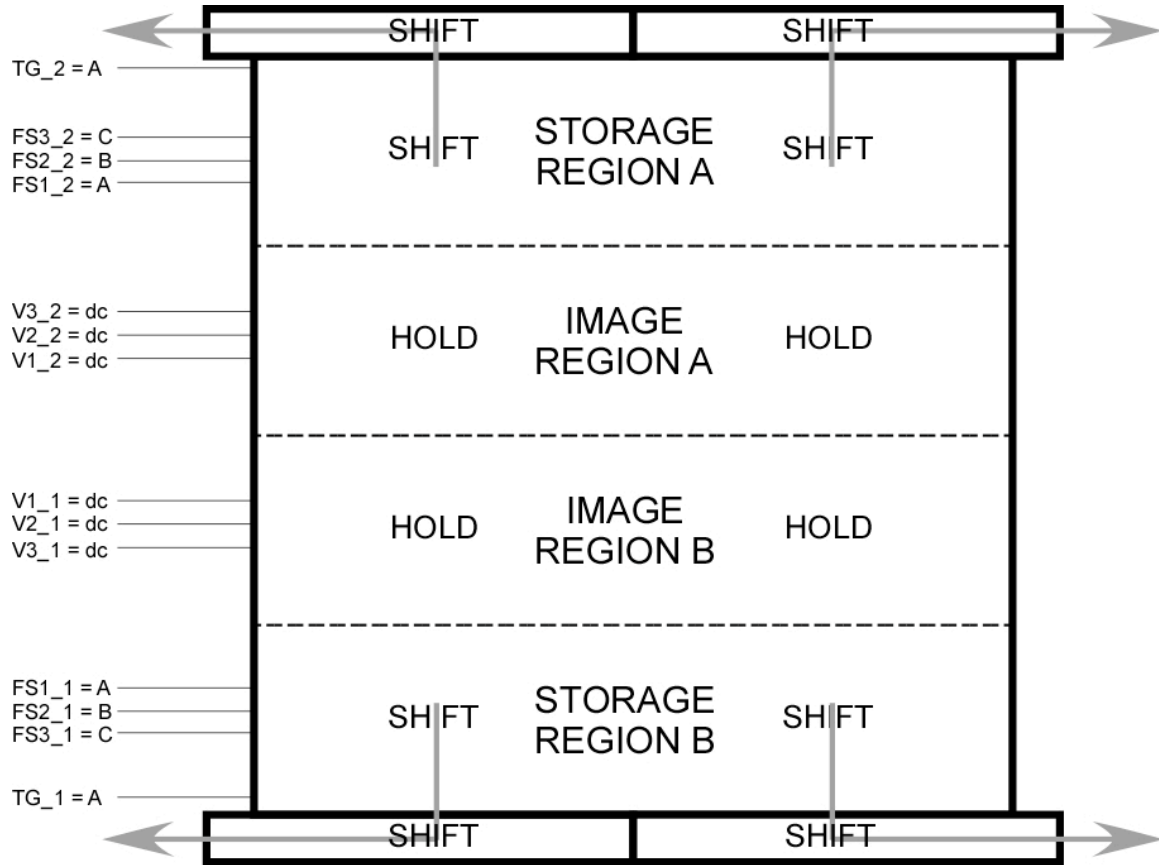 SHIFT
SHIFT
TG_2 = A
FS3_2 = C
FS2_2 = B
FS1_2 = A
SHIFT
STORAGE
REGION A
SHIFT
V3_2 = dc
V2_2 = dc
V1_2 = dc
HOLD
IMAGE
REGION A
HOLD
V1_1 = dc
V2_1 = dc
V3_1 = dc
HOLD
IMAGE
REGION B
HOLD
FS1_1 = A
FS2_1 = B
FS3_1 = C
SHIFT
STORAGE
REGION B
SHIFT
TG_1 = A
SHIFT
SHIFT